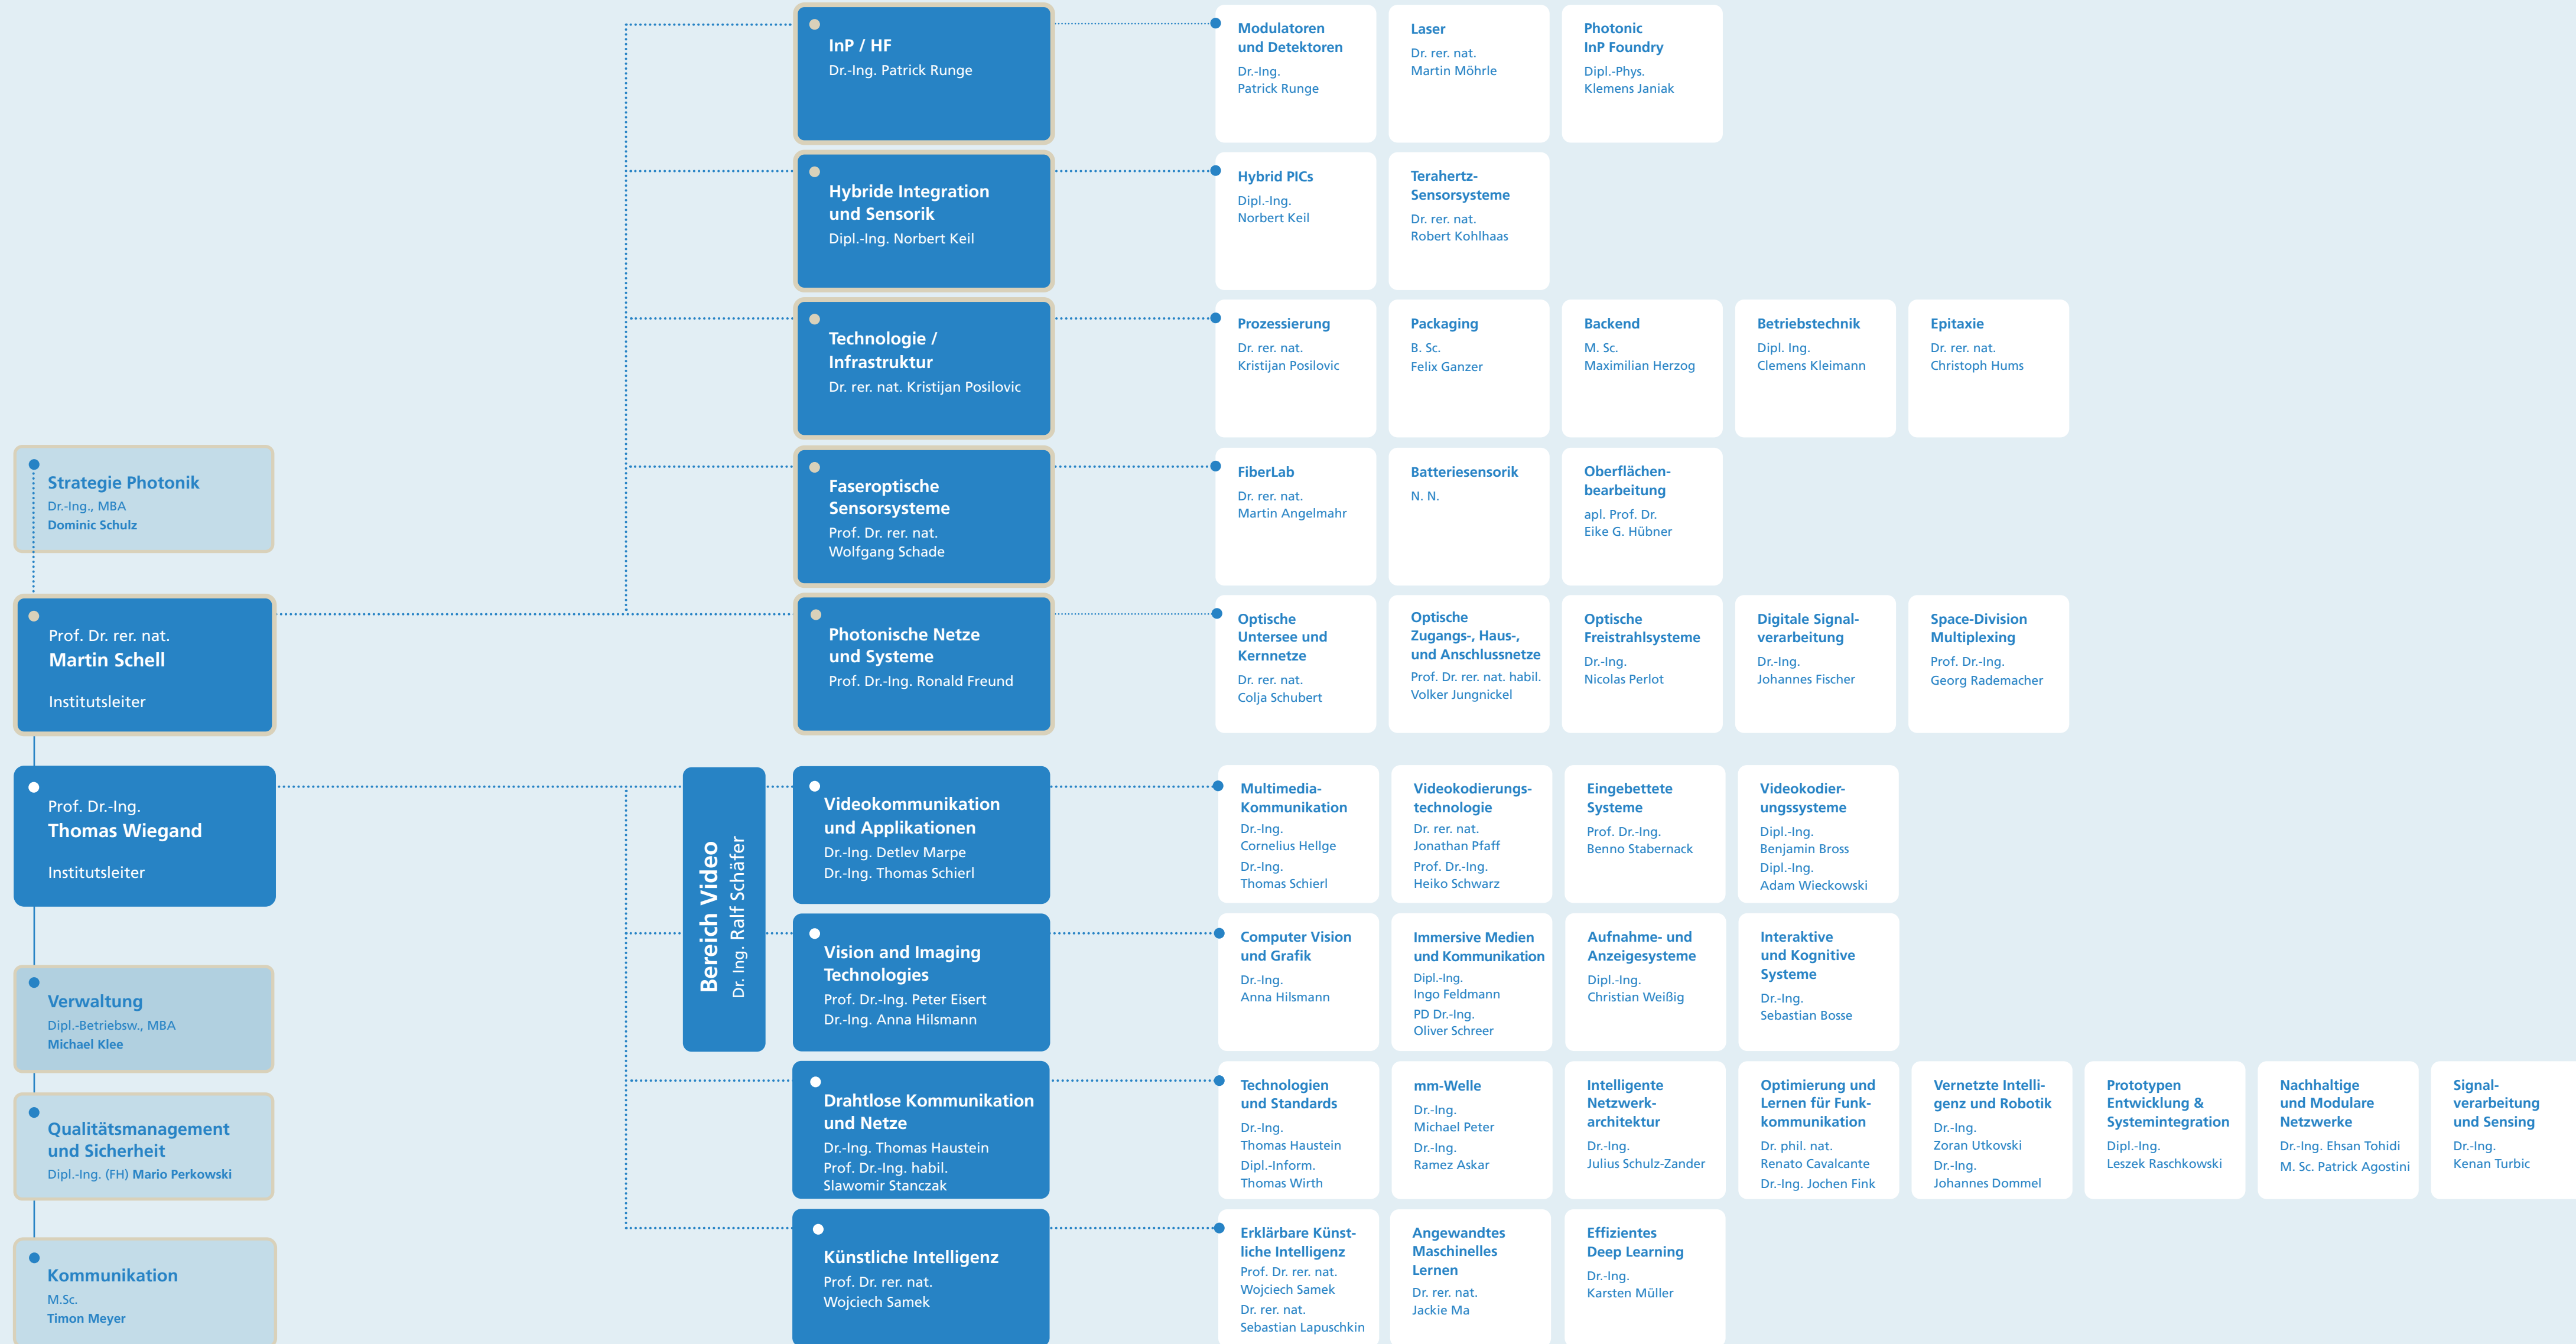 InP / HF
Dr.-Ing. Patrick Runge
Modulatoren
und Detektoren
Dr.-Ing.
Patrick Runge
Laser
Dr. rer. nat.
Martin Möhrle
Photonic
InP Foundry
Dipl.-Phys.
Klemens Janiak
Hybride Integration
und Sensorik
Dipl.-Ing. Norbert Keil
Hybrid PICs
Dipl.-Ing.
Norbert Keil
Terahertz-
Sensorsysteme
Dr. rer. nat.
Robert Kohlhaas
Technologie /
Infrastruktur
Dr. rer. nat. Kristijan Posilovic
Prozessierung
Dr. rer. nat.
Kristijan Posilovic
Packaging
B. Sc.
Felix Ganzer
Backend
M. Sc.
Maximilian Herzog
Betriebstechnik
Dipl. Ing.
Clemens Kleimann
Epitaxie
Dr. rer. nat.
Christoph Hums
Strategie Photonik
Dr.-Ing., MBA
Dominic Schulz
Faseroptische
Sensorsysteme
Prof. Dr. rer. nat.
Wolfgang Schade
FiberLab
Dr. rer. nat.
Martin Angelmahr
Batteriesensorik
N. N.
Oberflächen-
bearbeitung
apl. Prof. Dr.
Eike G. Hübner
Prof. Dr. rer. nat.
Martin Schell
Institutsleiter
Photonische Netze
und Systeme
Prof. Dr.-Ing. Ronald Freund
Optische
Untersee und
Kernnetze
Dr. rer. nat.
Colja Schubert
Optische
Zugangs-, Haus-,
und Anschlussnetze
Prof. Dr. rer. nat. habil.
Volker Jungnickel
Optische
Freistrahlsysteme
Dr.-Ing.
Nicolas Perlot
Digitale Signal-
verarbeitung
Dr.-Ing.
Johannes Fischer
Space-Division
Multiplexing
Prof. Dr.-Ing.
Georg Rademacher
Prof. Dr.-Ing.
Thomas Wiegand
Institutsleiter
Bereich Video
Dr. Ing. Ralf Schäfer
Videokommunikation
und Applikationen
Dr.-Ing. Detlev Marpe
Dr.-Ing. Thomas Schierl
Multimedia-
Kommunikation
Dr.-Ing.
Cornelius Hellge
Dr.-Ing.
Thomas Schierl
Videokodierungs-
technologie
Dr. rer. nat.
Jonathan Pfaff
Prof. Dr.-Ing.
Heiko Schwarz
Eingebettete
Systeme
Prof. Dr.-Ing.
Benno Stabernack
Videokodier-
ungssysteme
Dipl.-Ing.
Benjamin Bross
Dipl.-Ing.
Adam Wieckowski
Vision and Imaging
Technologies
Prof. Dr.-Ing. Peter Eisert
Dr.-Ing. Anna Hilsmann
Computer Vision
und Grafik
Dr.-Ing.
Anna Hilsmann
Immersive Medien
und Kommunikation
Dipl.-Ing.
Ingo Feldmann
PD Dr.-Ing.
Oliver Schreer
Aufnahme- und
Anzeigesysteme
Dipl.-Ing.
Christian Weißig
Interaktive
und Kognitive
Systeme
Dr.-Ing.
Sebastian Bosse
Verwaltung
Dipl.-Betriebsw., MBA
Michael Klee
Qualitätsmanagement
und Sicherheit
Dipl.-Ing. (FH) Mario Perkowski
Drahtlose Kommunikation
und Netze
Dr.-Ing. Thomas Haustein
Prof. Dr.-Ing. habil.
Slawomir Stanczak
Technologien
und Standards
Dr.-Ing.
Thomas Haustein
Dipl.-Inform.
Thomas Wirth
mm-Welle
Dr.-Ing.
Michael Peter
Dr.-Ing.
Ramez Askar
Intelligente
Netzwerk-
architektur
Dr.-Ing.
Julius Schulz-Zander
Optimierung und
Lernen für Funk-
kommunikation
Dr. phil. nat.
Renato Cavalcante
Dr.-Ing. Jochen Fink
Vernetzte Intelli-
genz und Robotik
Dr.-Ing.
Zoran Utkovski
Dr.-Ing.
Johannes Dommel
Prototypen
Entwicklung &
Systemintegration
Dipl.-Ing.
Leszek Raschkowski
Nachhaltige
und Modulare
Netzwerke
Dr.-Ing. Ehsan Tohidi
M. Sc. Patrick Agostini
Signal-
verarbeitung
und Sensing
Dr.-Ing.
Kenan Turbic
Kommunikation
M.Sc.
Timon Meyer
Künstliche Intelligenz
Prof. Dr. rer. nat.
Wojciech Samek
Erklärbare Künst-
liche Intelligenz
Prof. Dr. rer. nat.
Wojciech Samek
Dr. rer. nat.
Sebastian Lapuschkin
Angewandtes
Maschinelles
Lernen
Dr. rer. nat.
Jackie Ma
Effizientes
Deep Learning
Dr.-Ing.
Karsten Müller